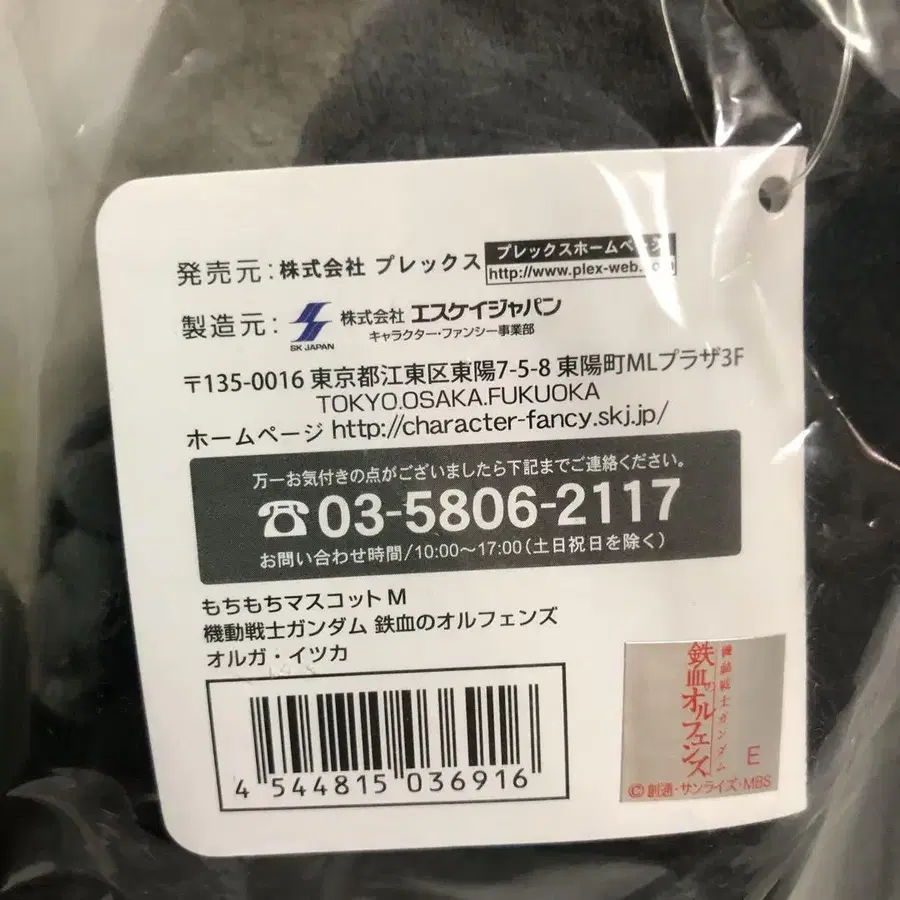 発売元：株式会社 プレックス
プレックスホームページ
http://www.plex-web.com
製造元：
SK JAPAN
株式会社 エスケイジャパン
キャラクター・ファンシー事業部
〒135-0016 東京都江東区東陽7-5-8 東陽町MLプラザ3F
TOKYO.OSAKA.FUKUOKA
ホームページ http://character-fancy.skj.jp/
万一お気付きの点がございましたら下記までご連絡ください。
☎03-5806-2117
お問い合わせ時間/10:00～17:00(土日祝日を除く)
もちもちマスコット M
機動戦士ガンダム 鉄血のオルフェンズ
オルガ・イツカ
4 544815 036916
機動戦士ガンダム
鉄血のオルフェンズ
E
©創通・サンライズ・MBS